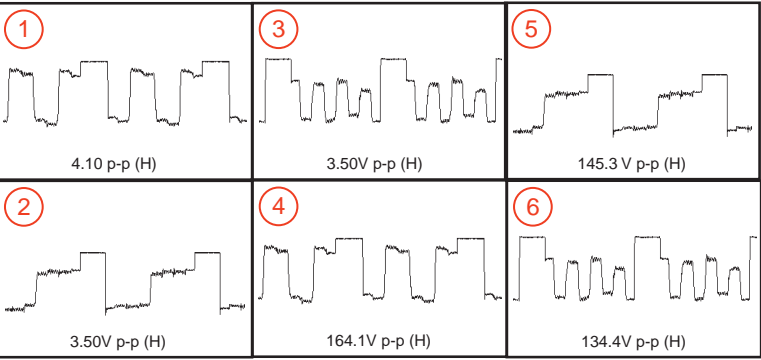 1
4.10 p-p (H)
3
3.50V p-p (H)
5
145.3 V p-p (H)
2
3.50V p-p (H)
4
164.1V p-p (H)
6
134.4V p-p (H)